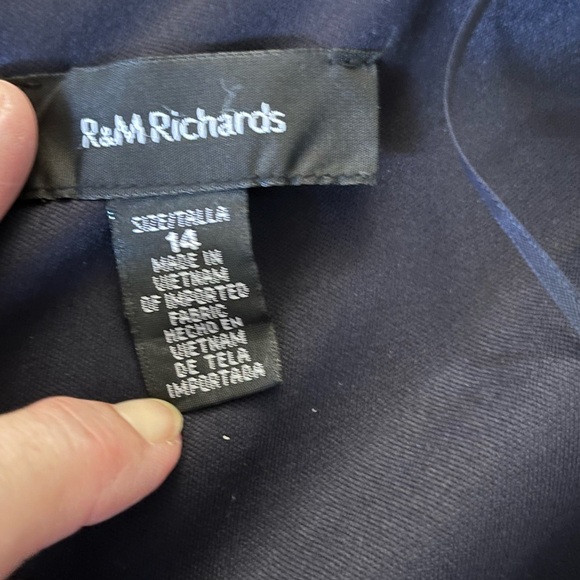 R&M Richards
SIZE/TALLA
14
MADE IN
VIETNAM
OF IMPORTED
FABRIC
HECHO EN
VIETNAM
DE TELA
IMPORTADA